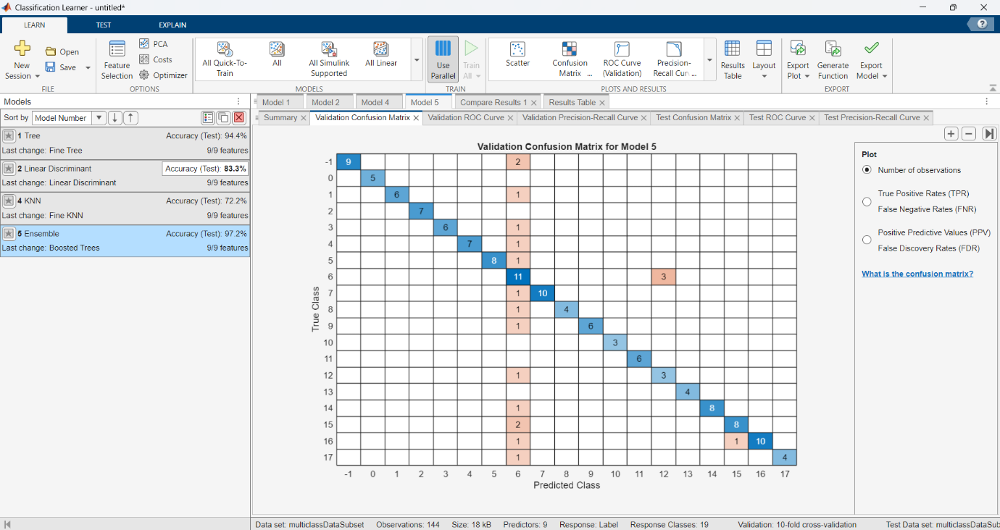 Classification Learner - untitled*
LEARN TEST EXPLAIN
?
New Session
Open
Save
FILE
Feature Selection
PCA
Costs
Optimizer
OPTIONS
All Quick-To-Train
All
All Simulink Supported
All Linear
MODELS
Use Parallel
Train All
TRAIN
Scatter
Confusion Matrix ...
ROC Curve (Validation)
Precision-Recall Cur...
Results Table
Layout
PLOTS AND RESULTS
Export Plot
Generate Function
Export Model
EXPORT
Models
Sort by Model Number
1 Tree Accuracy (Test): 94.4%
Last change: Fine Tree 9/9 features
2 Linear Discriminant Accuracy (Test): 83.3%
Last change: Linear Discriminant 9/9 features
4 KNN Accuracy (Test): 72.2%
Last change: Fine KNN 9/9 features
5 Ensemble Accuracy (Test): 97.2%
Last change: Boosted Trees 9/9 features
Model 1 Model 2 Model 4 Model 5 Compare Results 1 Results Table
Summary Validation Confusion Matrix Validation ROC Curve Validation Precision-Recall Curve Test Confusion Matrix Test ROC Curve Test Precision-Recall Curve
Validation Confusion Matrix for Model 5
-1 9 2
0 5
1 6 1
2 7
3 6 1
4 7 1
5 8 1
6 11 3
7 1 10
8 1 4
9 1 6
10 3
11 6
12 1 3
13 4
14 1 8
15 2 8
16 1 1 10
17 1 4
True Class
-1 0 1 2 3 4 5 6 7 8 9 10 11 12 13 14 15 16 17
Predicted Class
Plot
Number of observations
True Positive Rates (TPR)
False Negative Rates (FNR)
Positive Predictive Values (PPV)
False Discovery Rates (FDR)
What is the confusion matrix?
Data set: multiclassDataSubset Observations: 144 Size: 18 kB Predictors: 9 Response: Label Response Classes: 19 Validation: 10-fold cross-validation Test Data set: multiclassDataSub